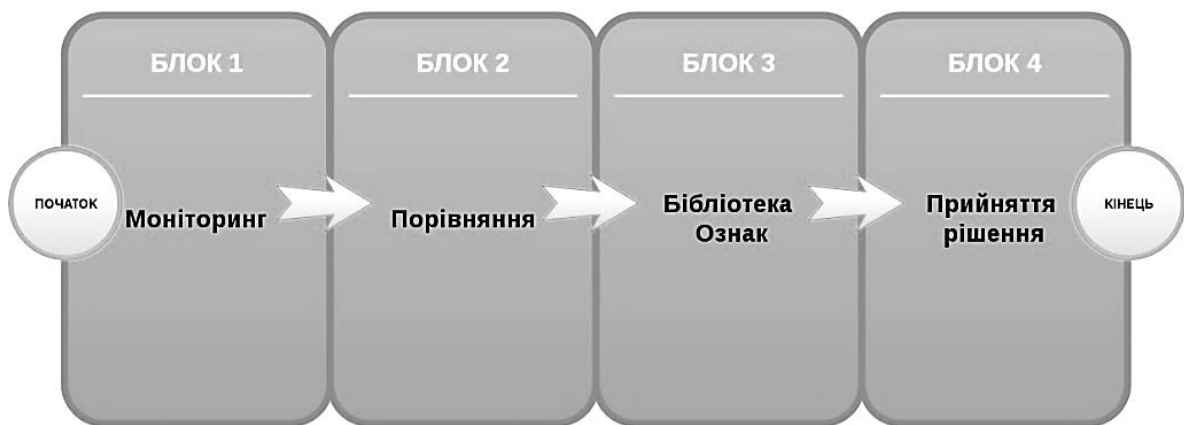 БЛОК 1
БЛОК 2
БЛОК 3
БЛОК 4
ПОЧАТОК
Моніторинг
Порівняння
Бібліотека
Ознак
Прийняття
рішення
КІНЕЦЬ